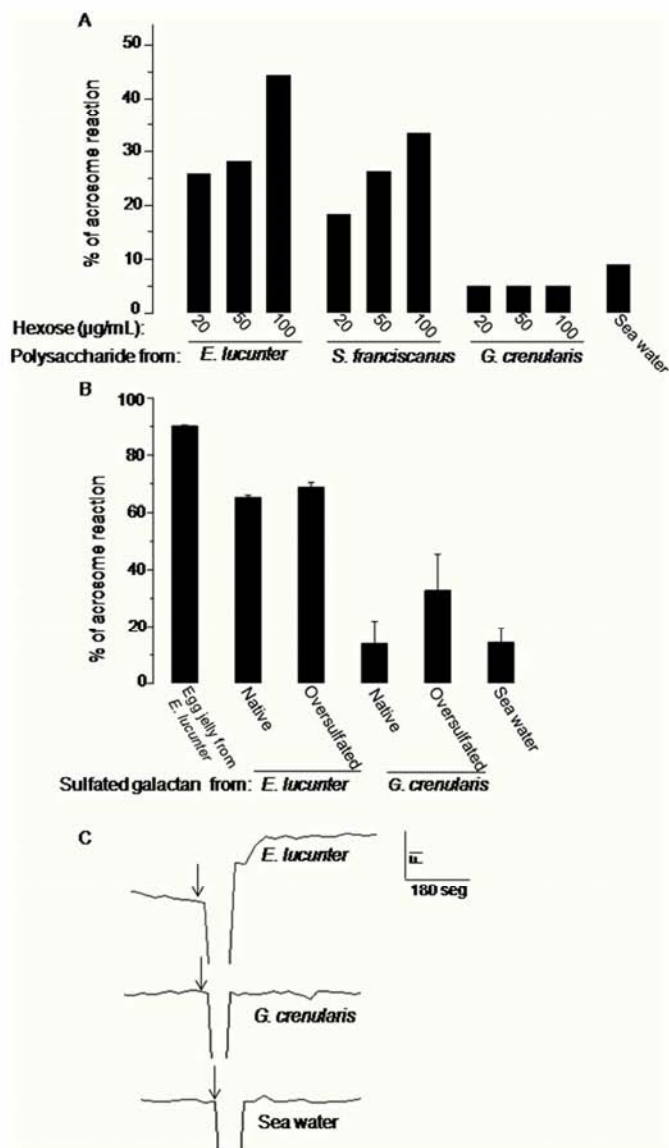 A
% of acrosome reaction
50
40
30
20
10
0
Hexose (µg/mL): 20 50 100 20 50 100 20 50 100 Sea water
Polysaccharide from: E. lucunter S. franciscanus G. crenularis
B
% of acrosome reaction
100
80
60
40
20
0
Egg jelly from E. lucunter
Native
Oversulfated
Native
Oversulfated
Sea water
Sulfated galactan from: E. lucunter G. crenularis
C
E. lucunter
180 seg
G. crenularis
Sea water